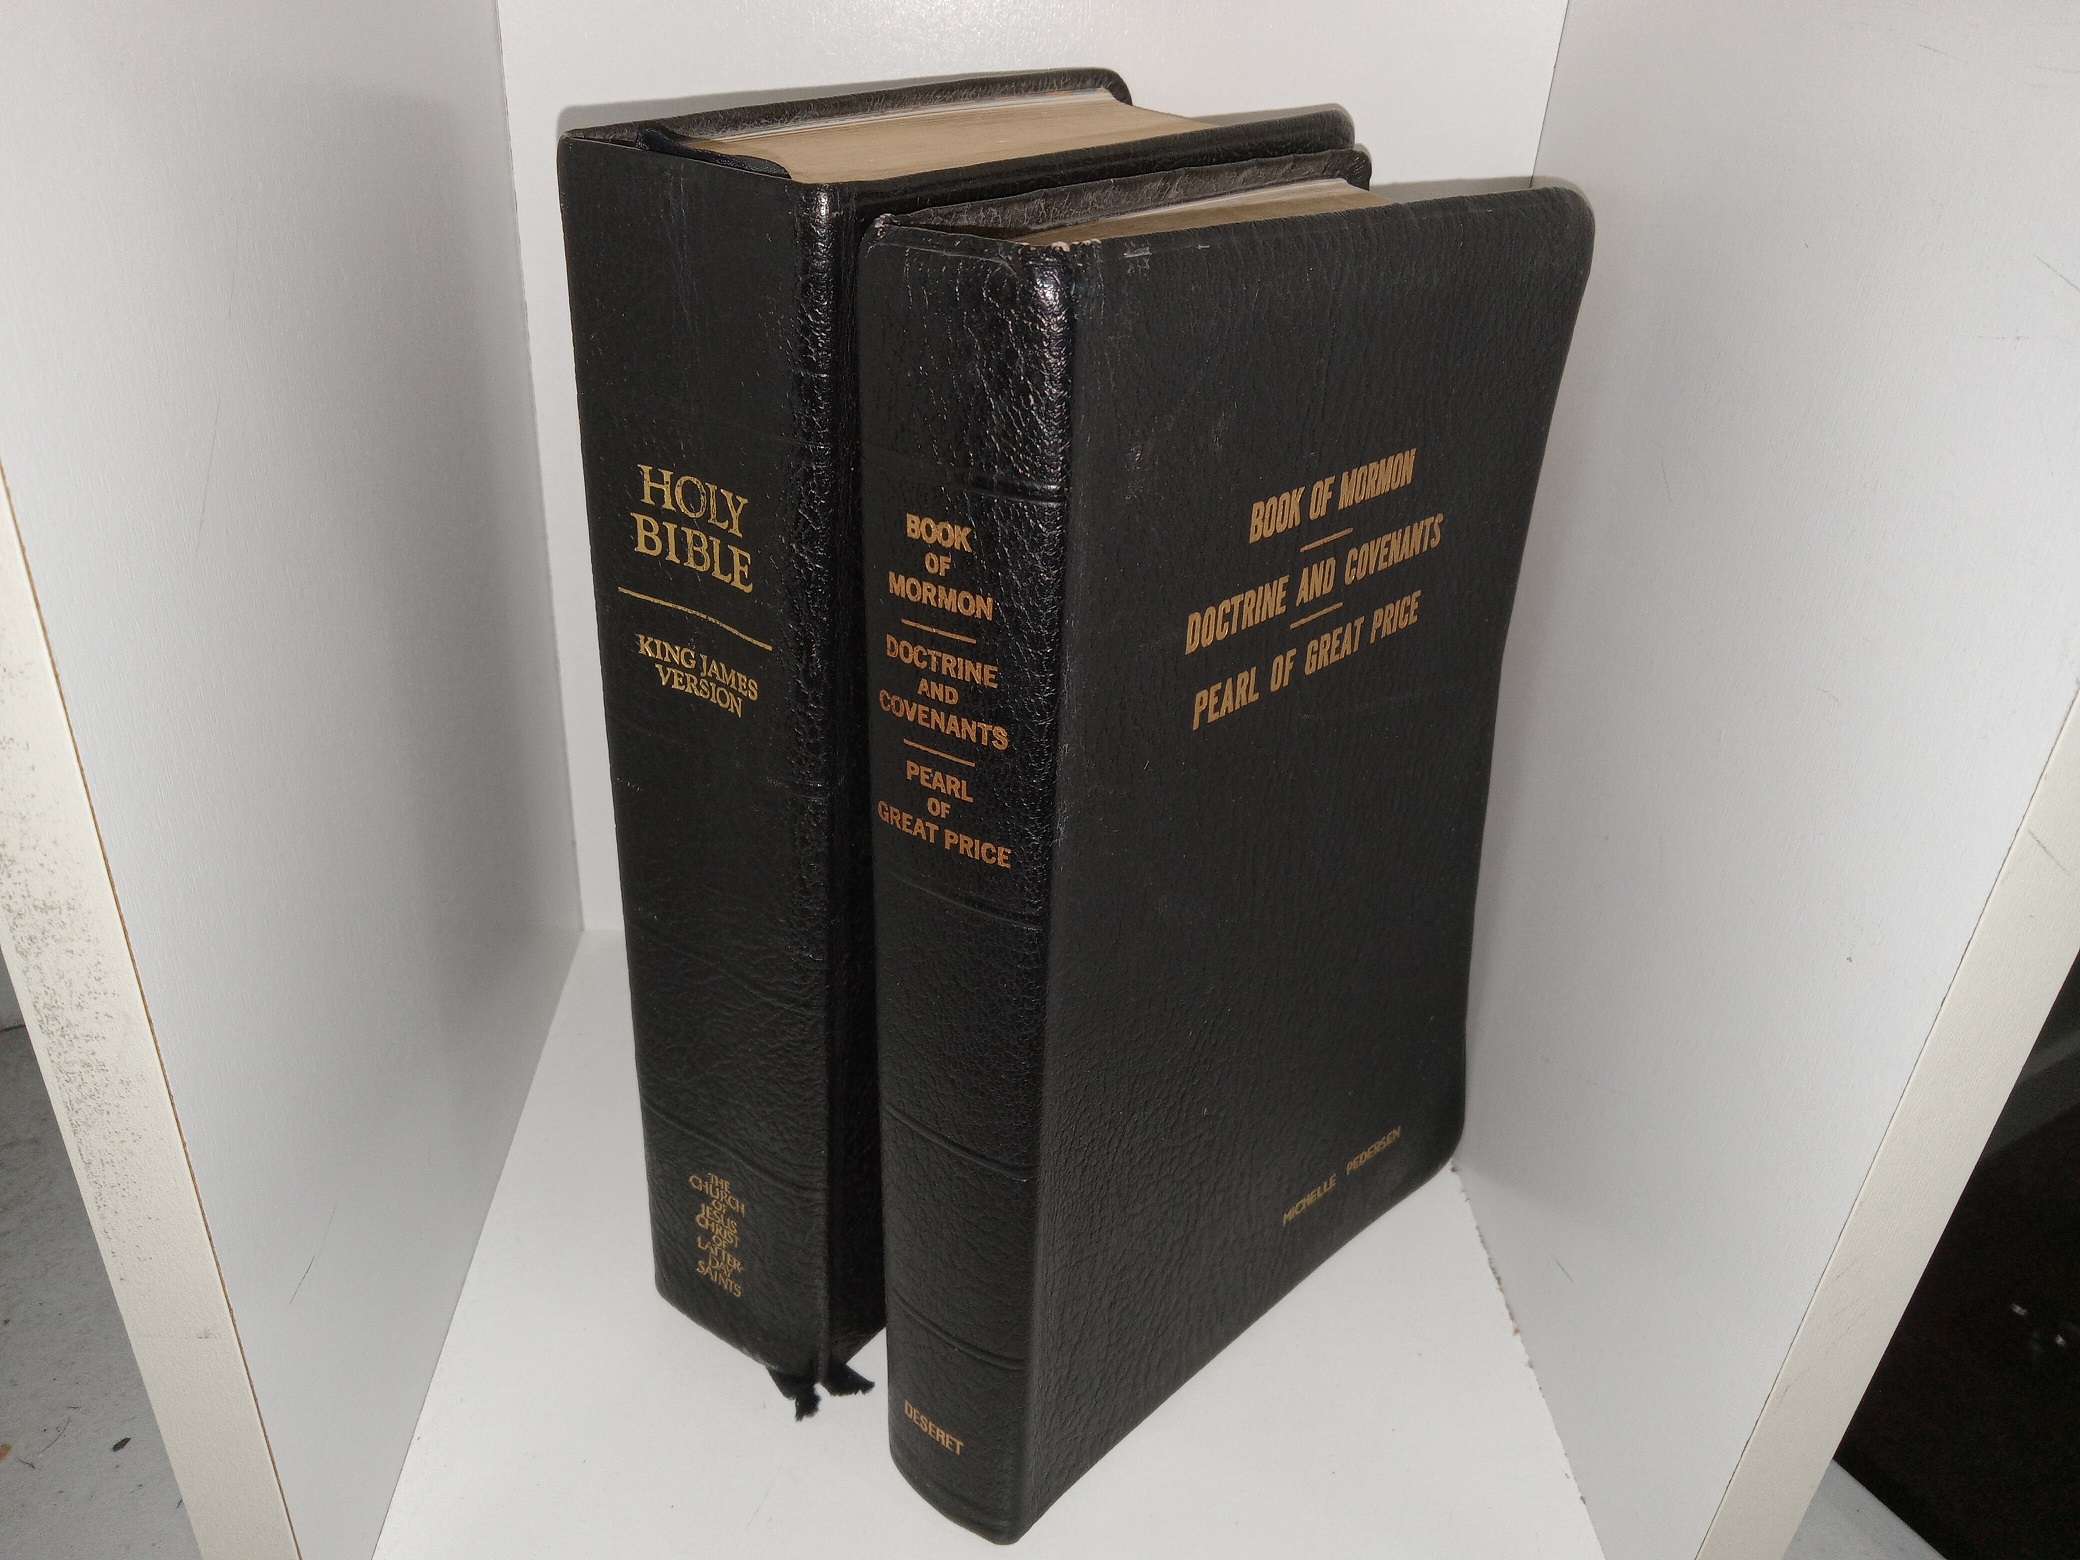 HOLY
BIBLE
KING JAMES
VERSION
THE
CHURCH
OF
JESUS
CHRIST
OF
LATTER-
DAY
SAINTS
BOOK
OF
MORMON
DOCTRINE
AND
COVENANTS
PEARL
OF
GREAT PRICE
DESERET
BOOK OF MORMON
DOCTRINE AND COVENANTS
PEARL OF GREAT PRICE
MICHELLE PEDERSEN